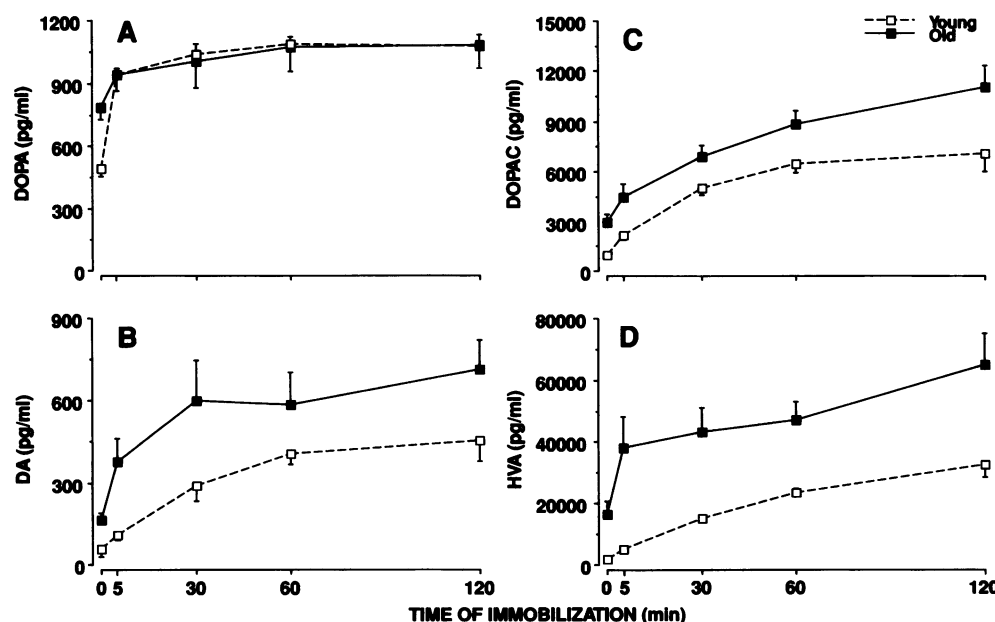 A
DOPA (pg/ml)
1200
900
600
300
0
C
DOPAC (pg/ml)
15000
12000
9000
6000
3000
0
Young
Old
B
DA (pg/ml)
900
600
300
0
0 5 30 60 120
D
HVA (pg/ml)
80000
60000
40000
20000
0
0 5 30 60 120
TIME OF IMMOBILIZATION (min)